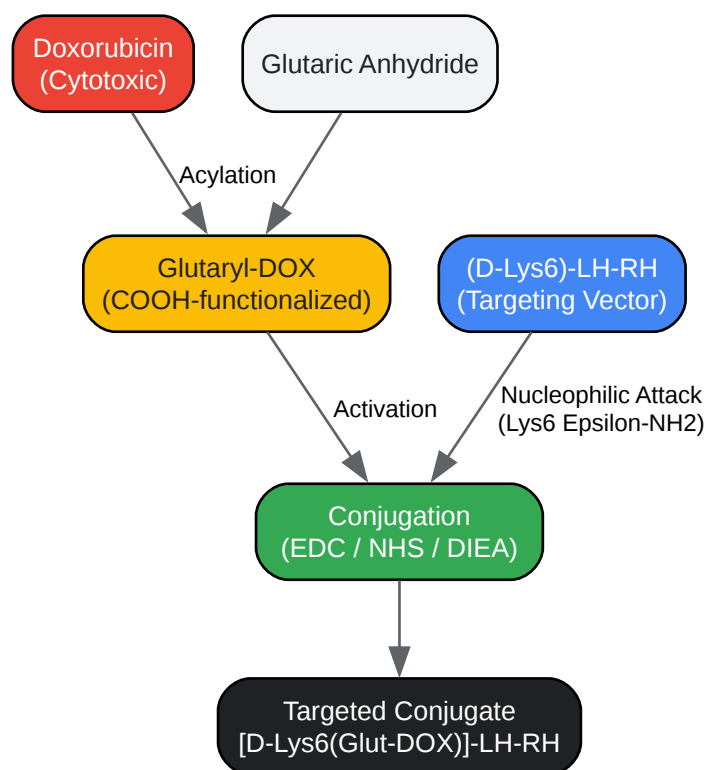 Doxorubicin
(Cytotoxic)
Glutaric Anhydride
Acylation
Glutaryl-DOX
(COOH-functionalized)
(D-Lys6)-LH-RH
(Targeting Vector)
Activation
Nucleophilic Attack
(Lys6 Epsilon-NH2)
Conjugation
(EDC / NHS / DIEA)
Targeted Conjugate
[D-Lys6(Glut-DOX)]-LH-RH